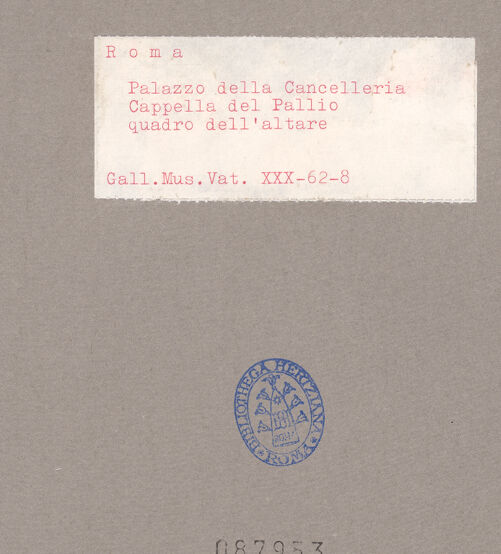 Roma
Palazzo della Cancelleria
Cappella del Pallio
quadro dell'altare
Gall.Mus.Vat. XXX-62-8
BIBLIOTHECA HERTZIANA
ROMA
087953